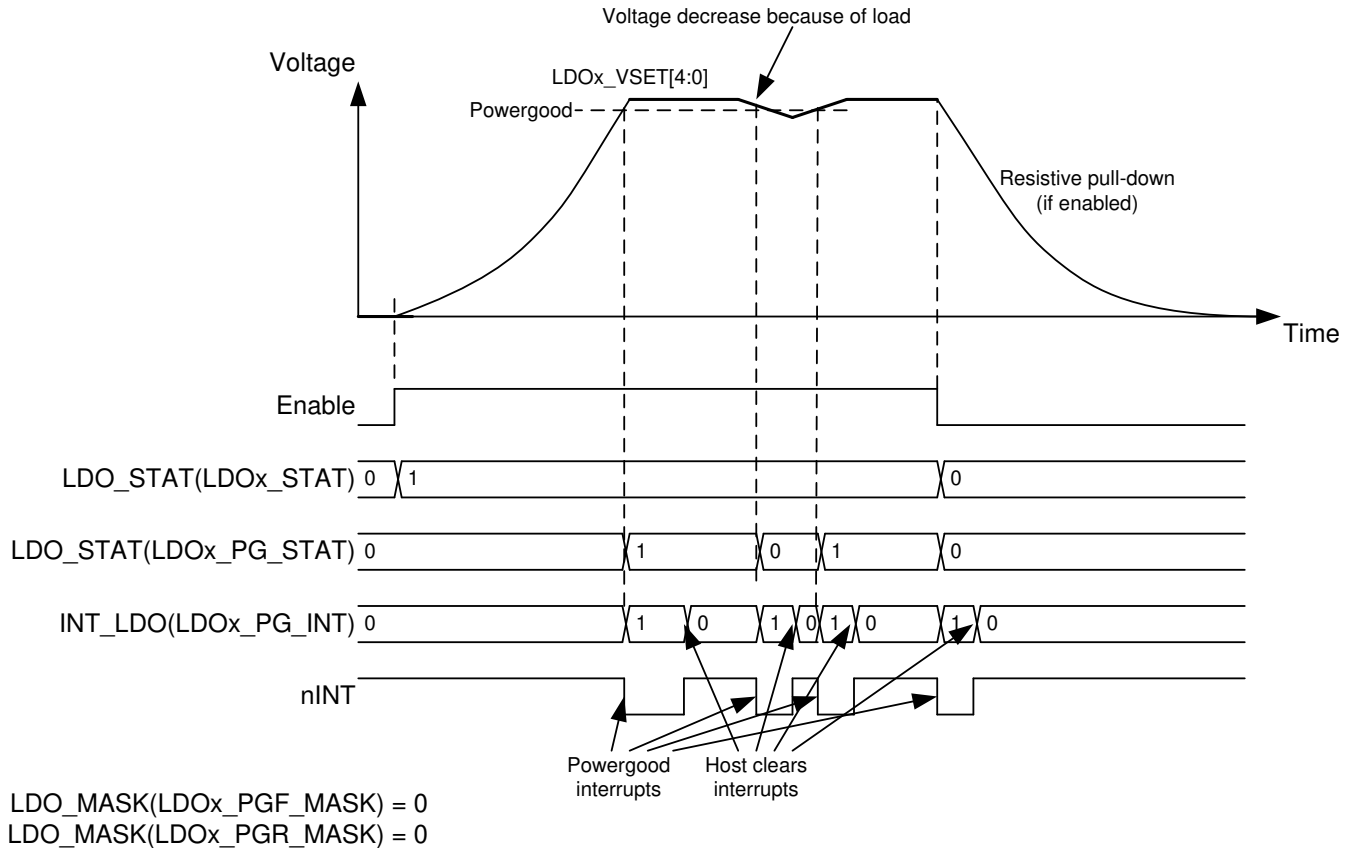 Voltage decrease because of load
Voltage
LDOx_VSET[4:0]
Powergood
Resistive pull-down
(if enabled)
Time
Enable
LDO_STAT(LDOx_STAT) 0 1 0
LDO_STAT(LDOx_PG_STAT) 0 1 0 1 0
INT_LDO(LDOx_PG_INT) 0 1 0 1 0 1 0 1 0
nINT
Powergood
interrupts
Host clears
interrupts
LDO_MASK(LDOx_PGF_MASK) = 0
LDO_MASK(LDOx_PGR_MASK) = 0